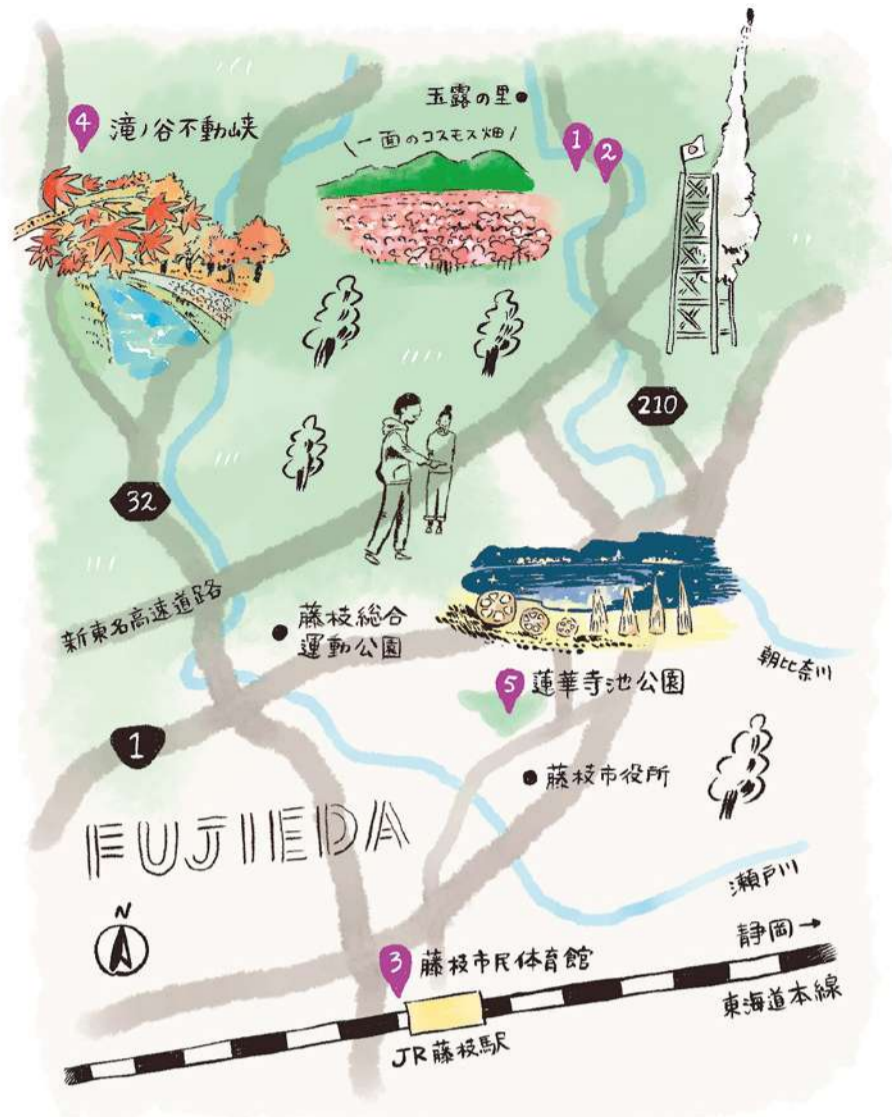 玉露の里
4
滝ノ谷不動峡
一面のコスモス畑
1
2
210
32
新東名高速道路
藤枝総合
運動公園
朝比奈川
5
蓮華寺池公園
1
藤枝市役所
FUJIEDA
瀬戸川
N
静岡→
3
藤枝市民体育館
東海道本線
JR藤枝駅